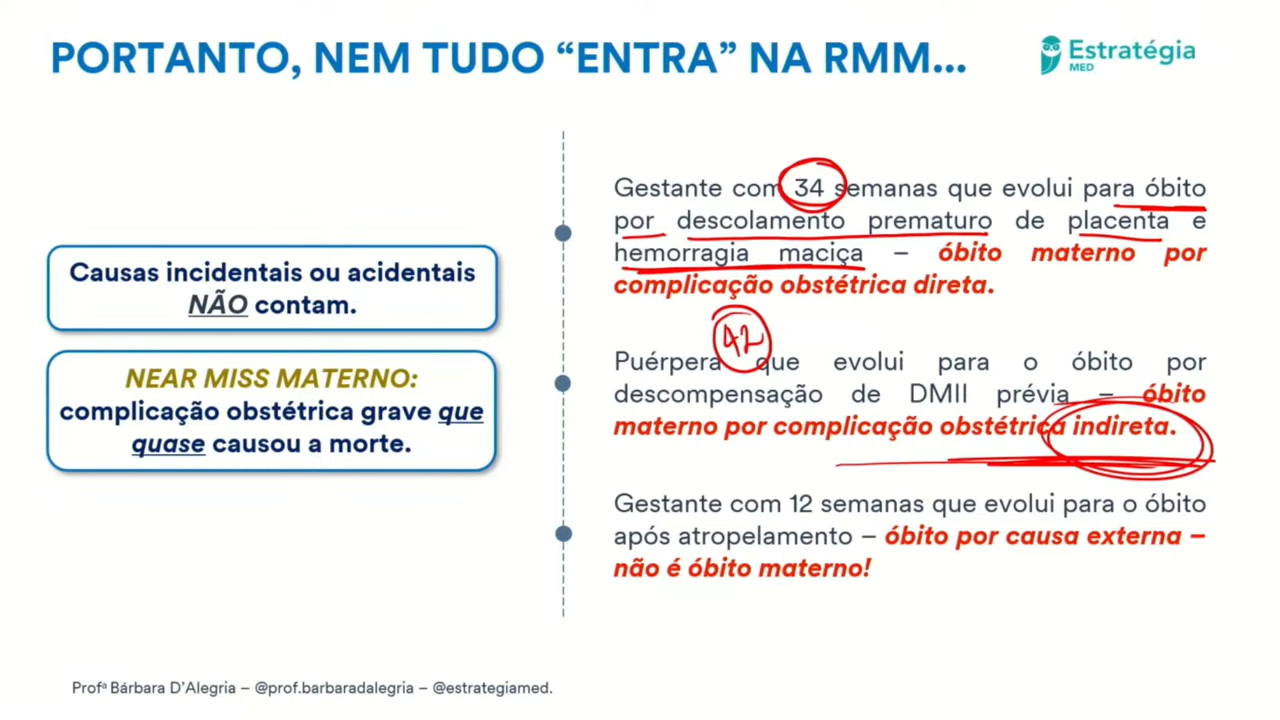 PORTANTO, NEM TUDO “ENTRA” NA RMM...
Estratégia
MED
Causas incidentais ou acidentais
NÃO contam.
NEAR MISS MATERNO:
complicação obstétrica grave que
quase causou a morte.
Gestante com 34 semanas que evolui para óbito
por descolamento prematuro de placenta e
hemorragia maciça – óbito materno por
complicação obstétrica direta.
42
Puérpera que evolui para o óbito por
descompensação de DMII prévia – óbito
materno por complicação obstétrica indireta.
Gestante com 12 semanas que evolui para o óbito
após atropelamento – óbito por causa externa –
não é óbito materno!
Profª Bárbara D’Alegria – @prof.barbaradalegria – @estrategiamed.